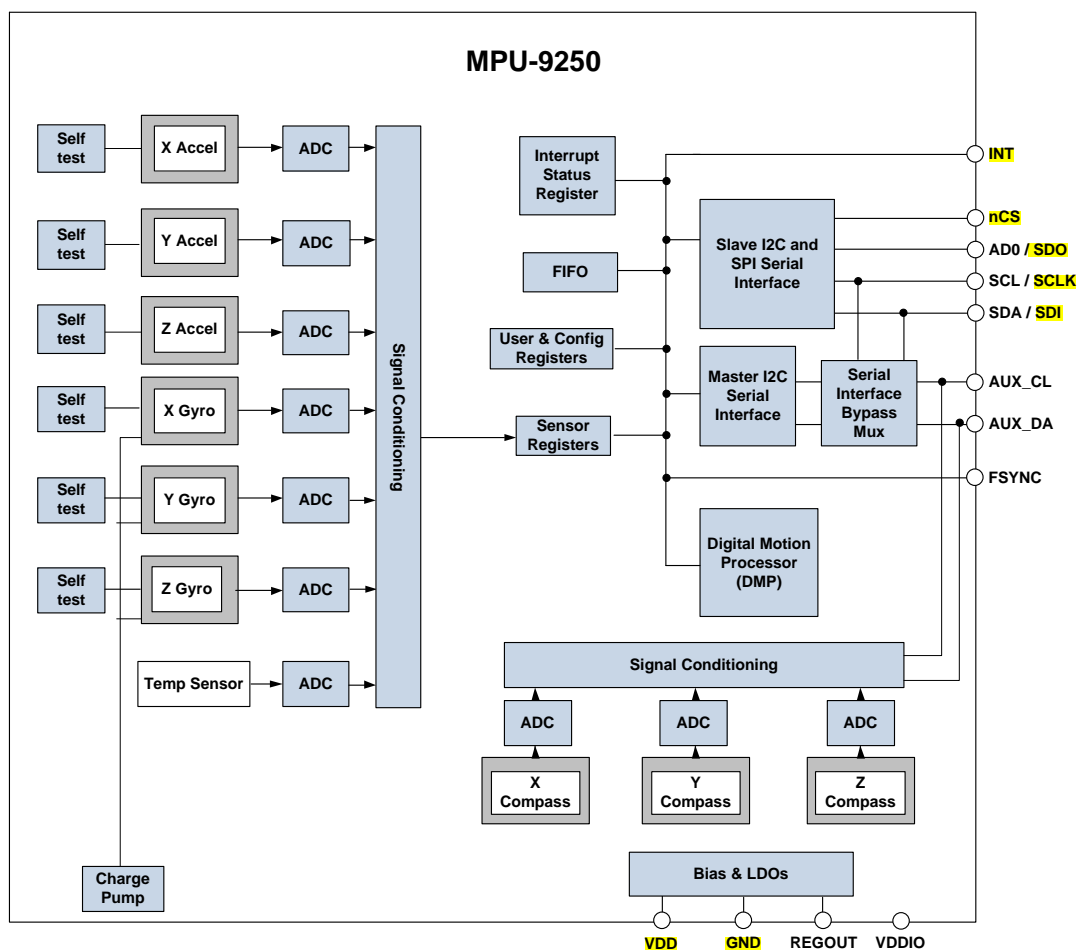 MPU-9250
Self
test
X Accel
ADC
Self
test
Y Accel
ADC
Self
test
Z Accel
ADC
Self
test
X Gyro
ADC
Self
test
Y Gyro
ADC
Self
test
Z Gyro
ADC
Temp Sensor
ADC
Signal Conditioning
Charge
Pump
Interrupt
Status
Register
FIFO
User & Config
Registers
Sensor
Registers
Slave I2C and
SPI Serial
Interface
Master I2C
Serial
Interface
Serial
Interface
Bypass
Mux
Digital Motion
Processor
(DMP)
INT
nCS
AD0 / SDO
SCL / SCLK
SDA / SDI
AUX_CL
AUX_DA
FSYNC
Signal Conditioning
ADC
ADC
ADC
X
Compass
Y
Compass
Z
Compass
Bias & LDOs
VDD
GND
REGOUT
VDDIO